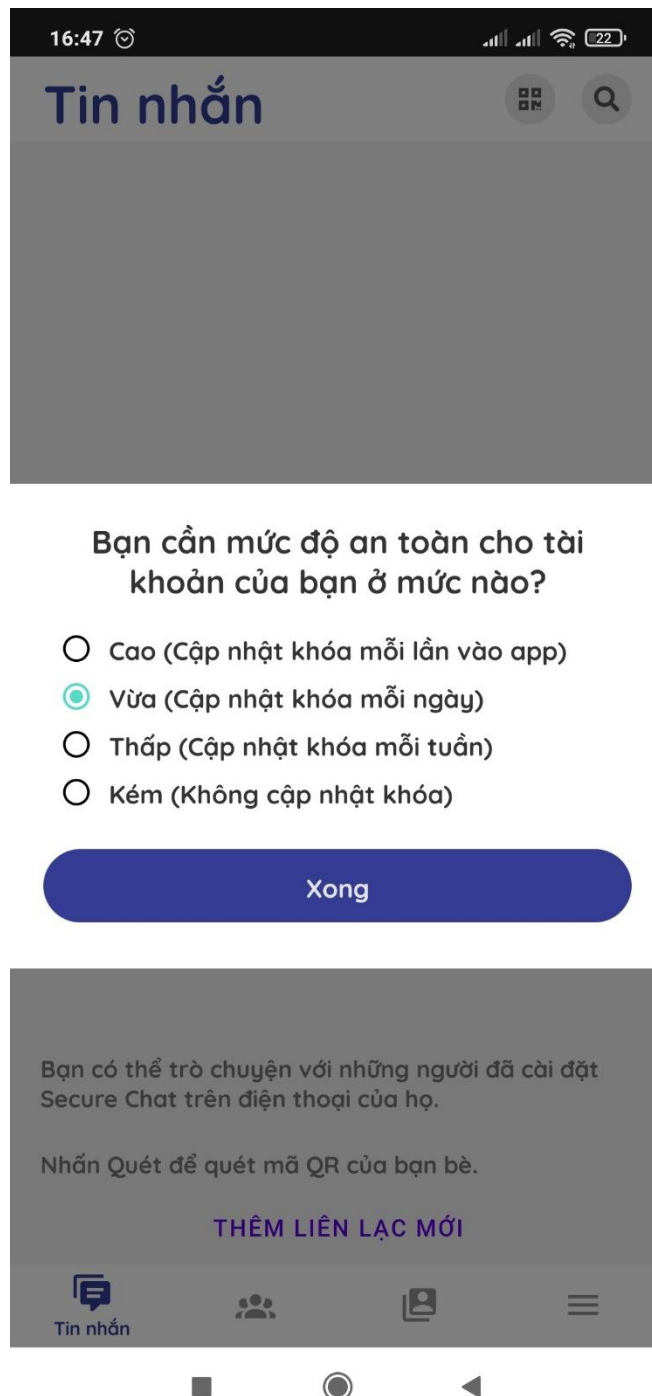 16:47
22
Tin nhắn
Bạn cần mức độ an toàn cho tài
khoản của bạn ở mức nào?
Cao (Cập nhật khóa mỗi lần vào app)
Vừa (Cập nhật khóa mỗi ngày)
Thấp (Cập nhật khóa mỗi tuần)
Kém (Không cập nhật khóa)
Xong
Bạn có thể trò chuyện với những người đã cài đặt
Secure Chat trên điện thoại của họ.
Nhấn Quét để quét mã QR của bạn bè.
THÊM LIÊN LẠC MỚI
Tin nhắn